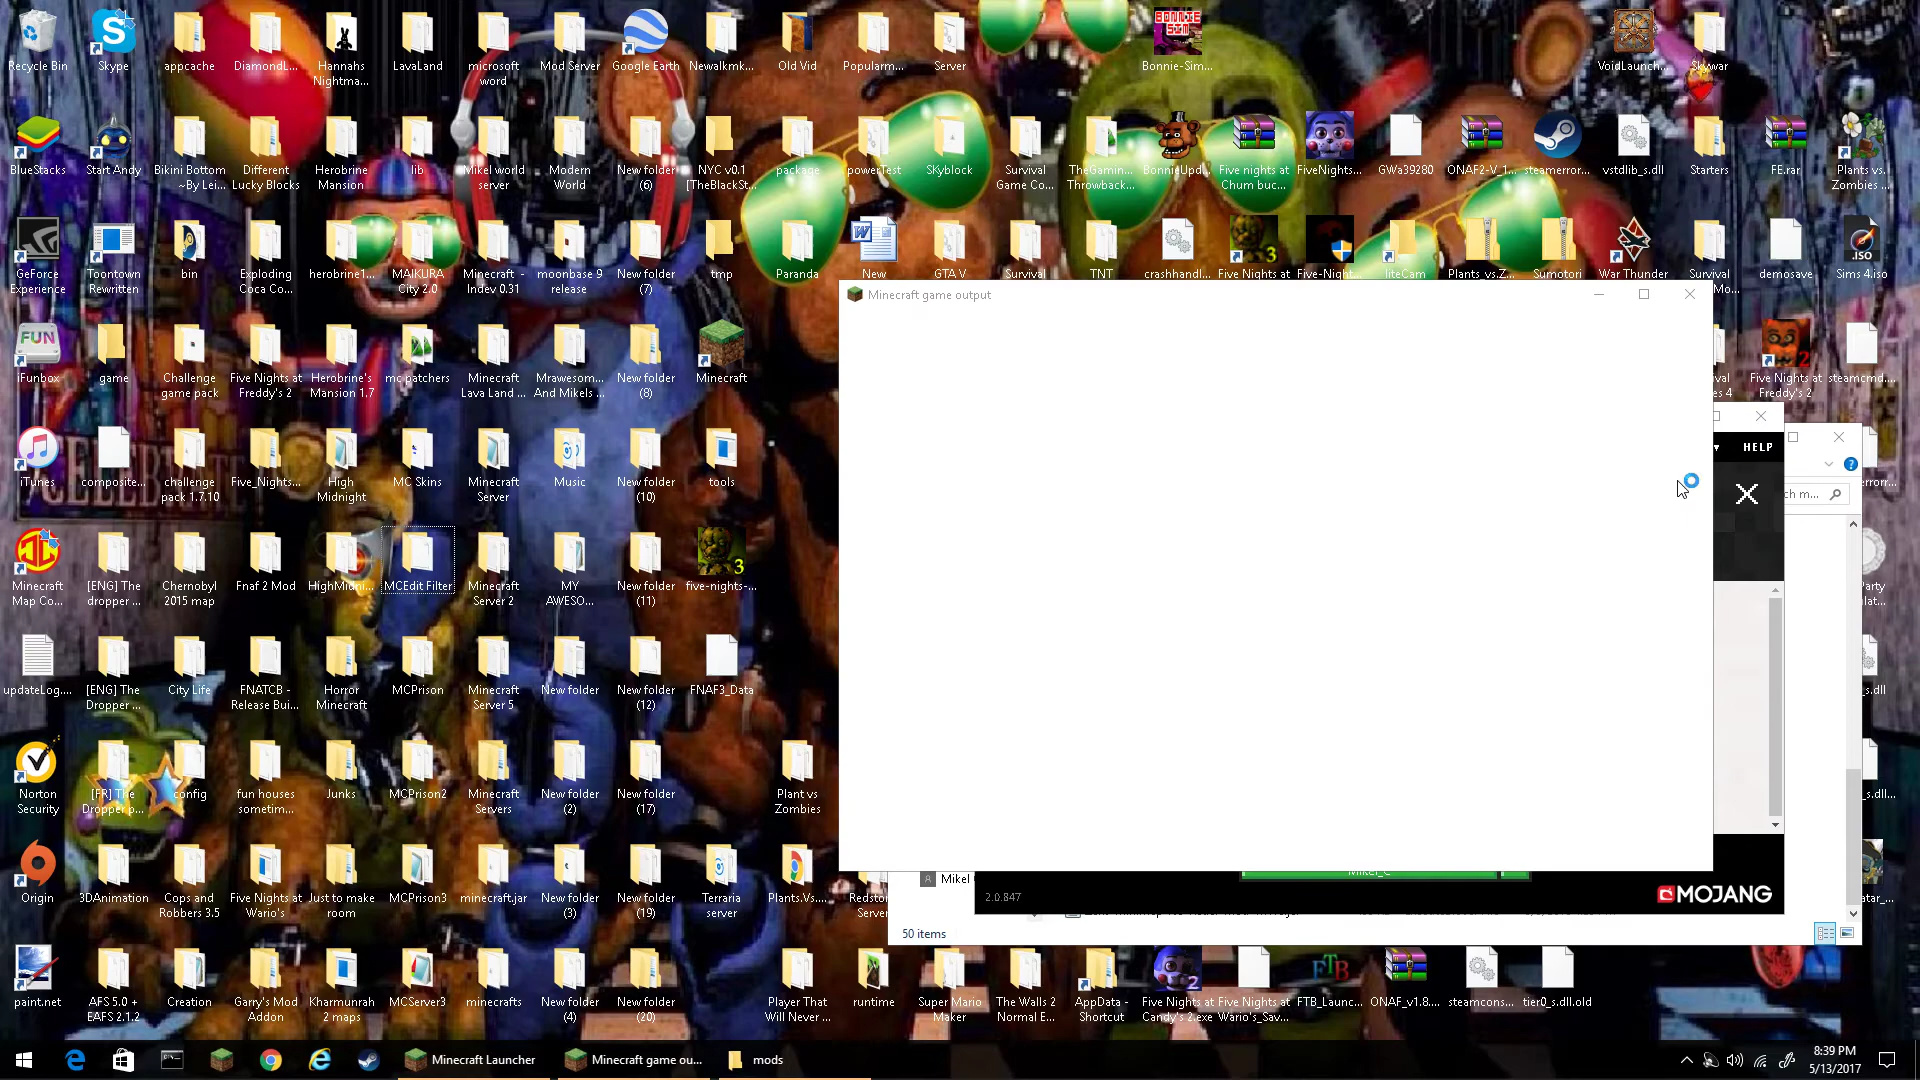 Recycle Bin
Skype
appcache
DiamondL...
Hannahs
Nightma...
LavaLand
microsoft
word
Mod Server
Google Earth
Newalkmk...
Old Vid
Popularm...
Server
BONNIE
SIM
Bonnie-Sim...
VoidLaunch...
Skywar
BlueStacks
Start Andy
Bikini Bottom
~By Lei...
Different
Lucky Blocks
Herobrine
Mansion
lib
Mikel world
server
Modern
World
New folder
(6)
NYC v0.1
[TheBlackSt...
package
powerTest
SKyblock
Survival
Game Co...
TheGamin...
Throwback...
BonnieUpd...
Five nights at
Chum buc...
FiveNights...
GWa39280
ONAF2-V_1...
steamerror...
vstdlib_s.dll
Starters
FE.rar
Plants vs.
Zombies ...
GeForce
Experience
Toontown
Rewritten
bin
Exploding
Coca Co...
herobrine1...
MAIKURA
City 2.0
Minecraft -
Indev 0.31
moonbase 9
release
New folder
(7)
tmp
Paranda
New
GTA V
Survival
TNT
crashhandl...
Five Nights at
Five-Night...
liteCam
Plants_vs.Z...
Sumotori
War Thunder
Survival
Mo...
demosave
Sims 4.iso
Minecraft game output
FUN
iFunbox
game
Challenge
game pack
Five Nights at
Freddy's 2
Herobrine's
Mansion 1.7
mc patchers
Minecraft
Lava Land ...
Mrawesom...
And Mikels ...
New folder
(8)
Minecraft
Five Nights at
Freddy's 2
steamcmd....
HELP
iTunes
composite...
challenge
pack 1.7.10
Five_Nights...
High
Midnight
MC Skins
Minecraft
Server
Music
New folder
(10)
tools
Minecraft
Map Co...
[ENG] The
dropper ...
Chernobyl
2015 map
Fnaf 2 Mod
HighMidni...
MCEdit Filter
Minecraft
Server 2
MY
AWESO...
New folder
(11)
five-nights-...
updateLog....
[ENG] The
Dropper ...
City Life
FNATCB -
Release Bui...
Horror
Minecraft
MCPrison
Minecraft
Server 5
New folder
New folder
(12)
FNAF3_Data
Norton
Security
[FR] The
Dropper p...
config
fun houses
sometim...
Junks
MCPrison2
Minecraft
Servers
New folder
(2)
New folder
(17)
Plant vs
Zombies
Origin
3DAnimation
Cops and
Robbers 3.5
Five Nights at
Wario's
Just to make
room
MCPrison3
minecraft.jar
New folder
(3)
New folder
(19)
Terraria
server
Plants.Vs....
Mikel
2.0.847
MOJANG
50 items
paint.net
AFS 5.0 +
EAFS 2.1.2
Creation
Garry's Mod
Addon
Kharmunrah
2 maps
MCServer3
minecrafts
New folder
(4)
New folder
(20)
Player That
Will Never ...
runtime
Super Mario
Maker
The Walls 2
Normal E...
AppData -
Shortcut
Five Nights at
Candy's 2.exe
Five Nights at
Wario's_Sav...
FTB_Launc...
ONAF_v1.8....
steamcons...
tier0_s.dll.old
Minecraft Launcher
Minecraft game ou...
mods
8:39 PM
5/13/2017